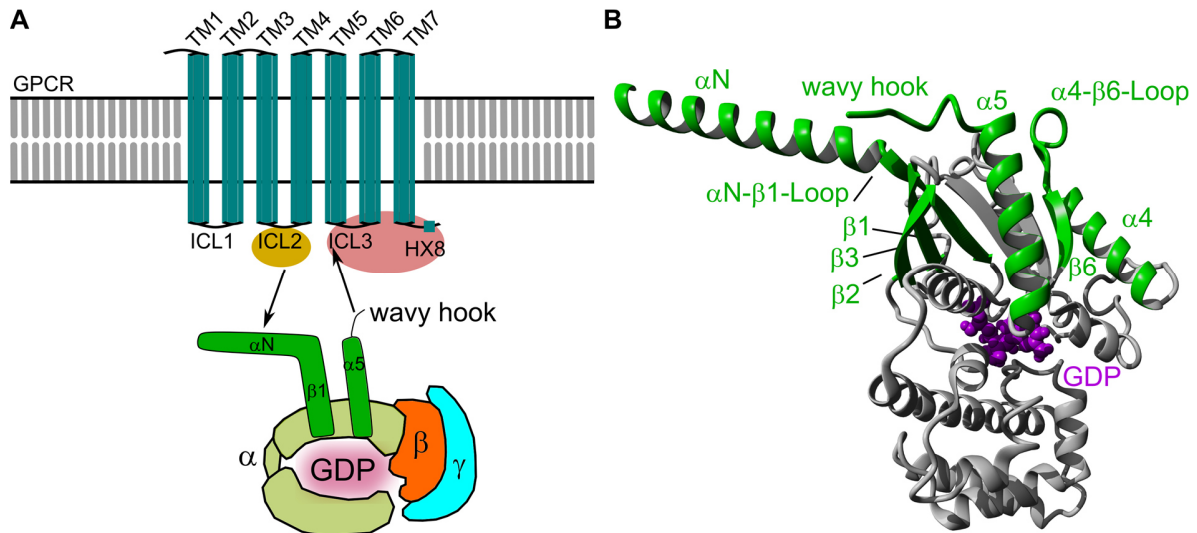 A
TM1
TM2
TM3
TM4
TM5
TM6
TM7
GPCR
ICL1
ICL2
ICL3
HX8
wavy hook
αN
β1
α5
α
GDP
β
γ
B
αN
wavy hook
α5
α4-β6-Loop
αN-β1-Loop
β1
β3
β2
α4
β6
GDP